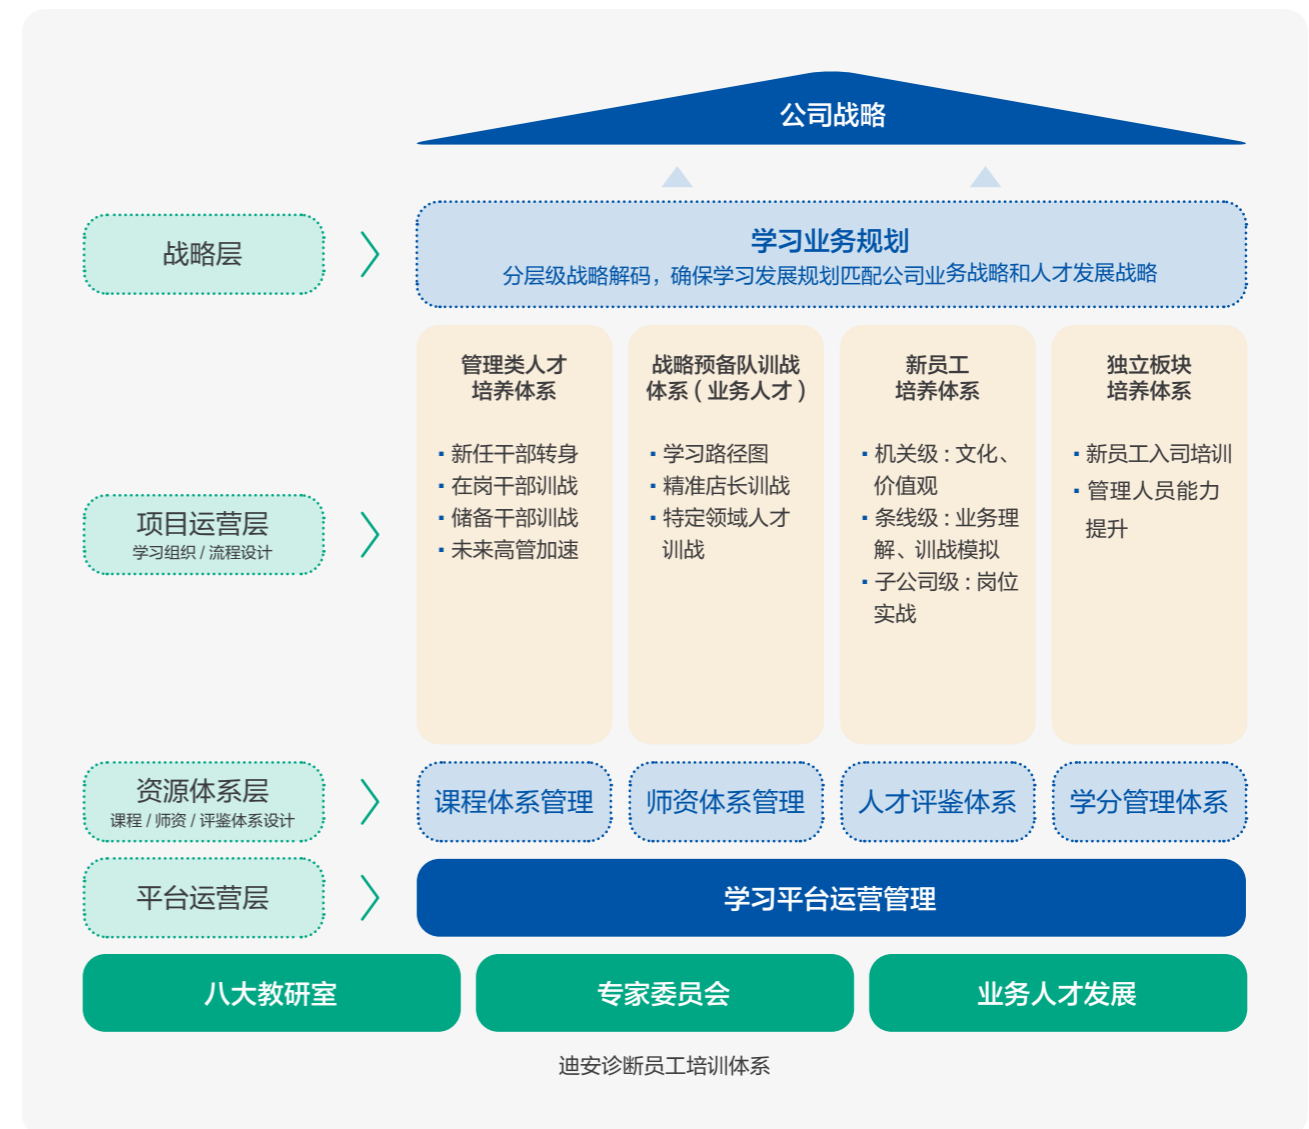 公司战略
战略层
学习业务规划
分层级战略解码，确保学习发展规划匹配公司业务战略和人才发展战略
项目运营层
学习组织 / 流程设计
管理类人才
培养体系
▪ 新任干部转身
▪ 在岗干部训战
▪ 储备干部训战
▪ 未来高管加速
战略预备队训战
体系 ( 业务人才 )
▪ 学习路径图
▪ 精准店长训战
▪ 特定领域人才
训战
新员工
培养体系
▪ 机关级 : 文化、
价值观
▪ 条线级 : 业务理
解、训战模拟
▪ 子公司级 : 岗位
实战
独立板块
培养体系
▪ 新员工入司培训
▪ 管理人员能力
提升
资源体系层
课程 / 师资 / 评鉴体系设计
课程体系管理
师资体系管理
人才评鉴体系
学分管理体系
平台运营层
学习平台运营管理
八大教研室
专家委员会
业务人才发展
迪安诊断员工培训体系